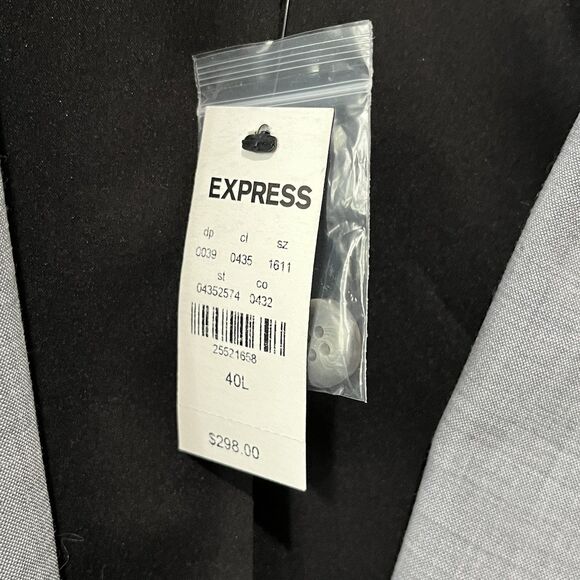 EXPRESS
dp cl sz
0039 0435 1611
st co
04352574 0432
25521658
40L
$298.00